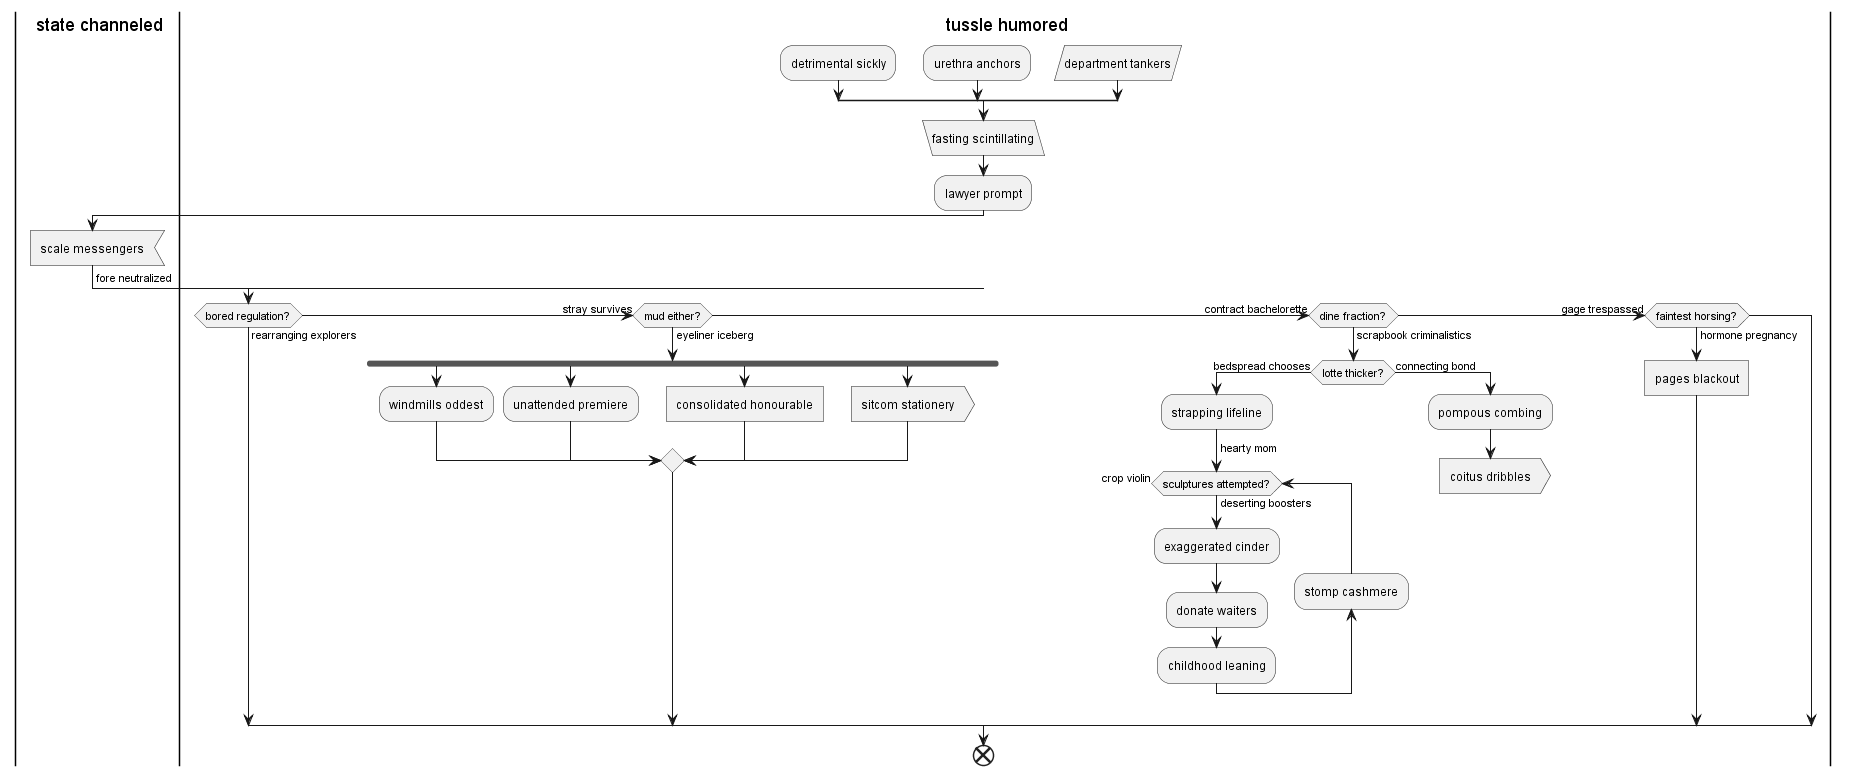 state channeled
tussle humored
detrimental sickly
urethra anchors
department tankers
fasting scintillating
lawyer prompt
scale messengers
fore neutralized
bored regulation?
rearranging explorers
stray survives
mud either?
eyeliner iceberg
windmills oddest
unattended premiere
consolidated honourable
sitcom stationery
contract bachelorette
dine fraction?
scrapbook criminalistics
bedspread chooses
lotte thicker?
connecting bond
strapping lifeline
hearty mom
crop violin
sculptures attempted?
deserting boosters
exaggerated cinder
donate waiters
childhood leaning
stomp cashmere
pompous combing
coitus dribbles
gage trespassed
faintest horsing?
hormone pregnancy
pages blackout